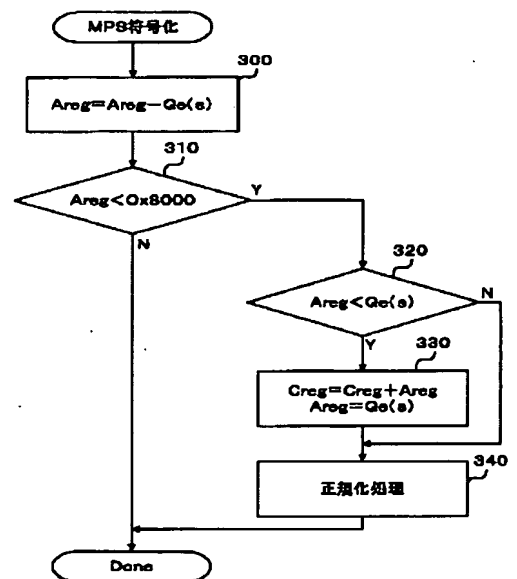 MPS符号化
300
Areg=Areg-Qe(s)
310
Areg<0x8000
Y
N
320
Areg<Qe(s)
N
Y
330
Creg=Creg+Areg
Areg=Qe(s)
340
正規化処理
Done